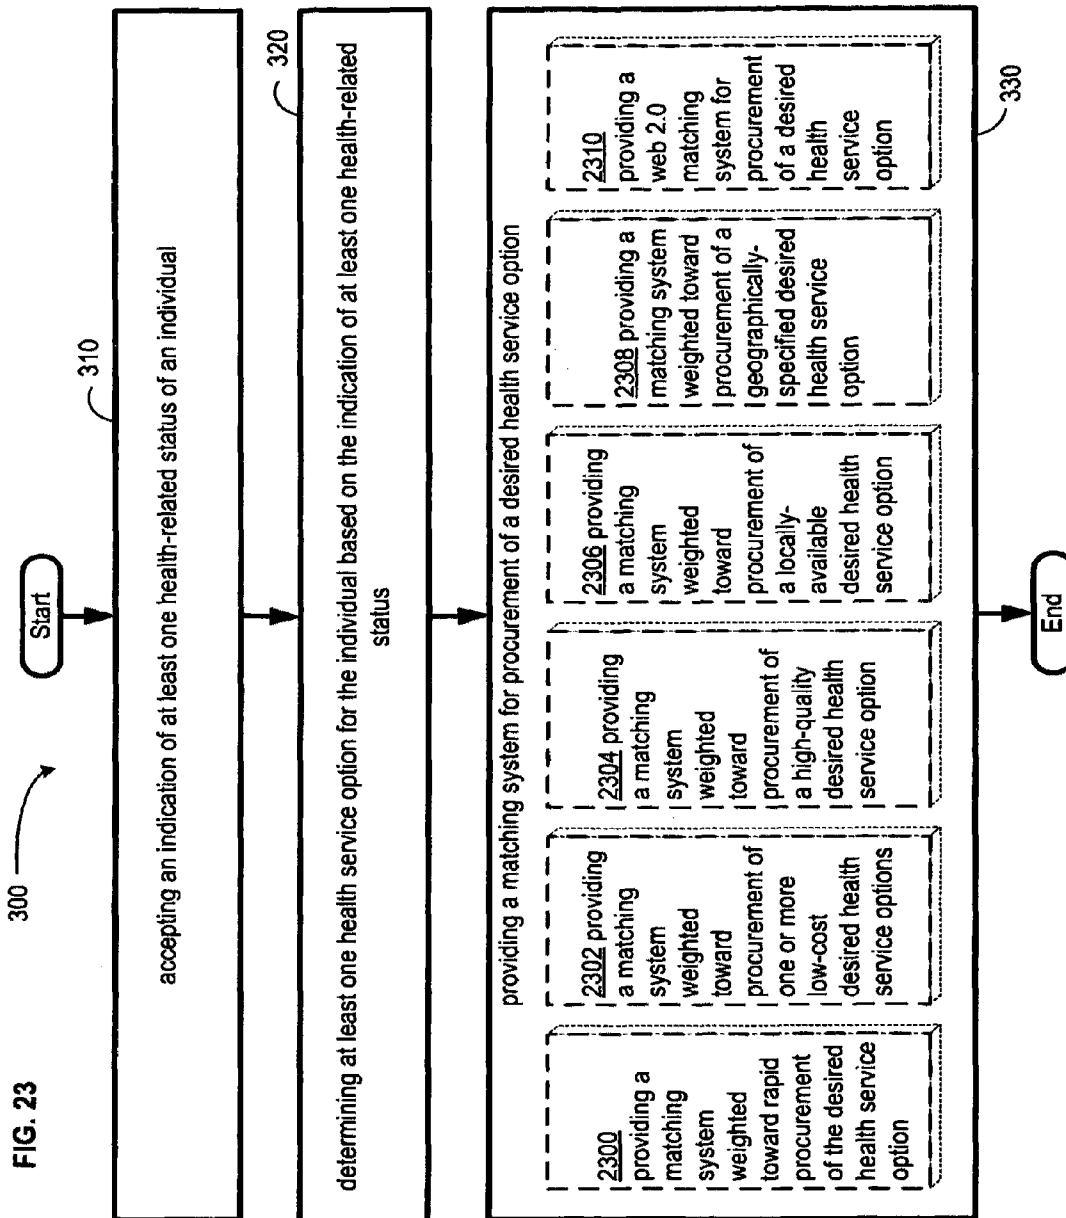 FIG. 23
300
Start
310
accepting an indication of at least one health-related status of an individual
320
determining at least one health service option for the individual based on the indication of at least one health-related
status
providing a matching system for procurement of a desired health service option
2300
providing a
matching
system
weighted
toward rapid
procurement
of the desired
health service
option
2302 providing
a matching
system
weighted
toward
procurement of
one or more
low-cost
desired health
service options
2304 providing
a matching
system
weighted
toward
procurement of
a high-quality
desired health
service option
2306 providing
a matching
system
weighted
toward
procurement of
a locally-
available
desired health
service option
2308 providing a
matching system
weighted toward
procurement of a
geographically-
specified desired
health service
option
2310
providing a
web 2.0
matching
system for
procurement
of a desired
health
service
option
330
End